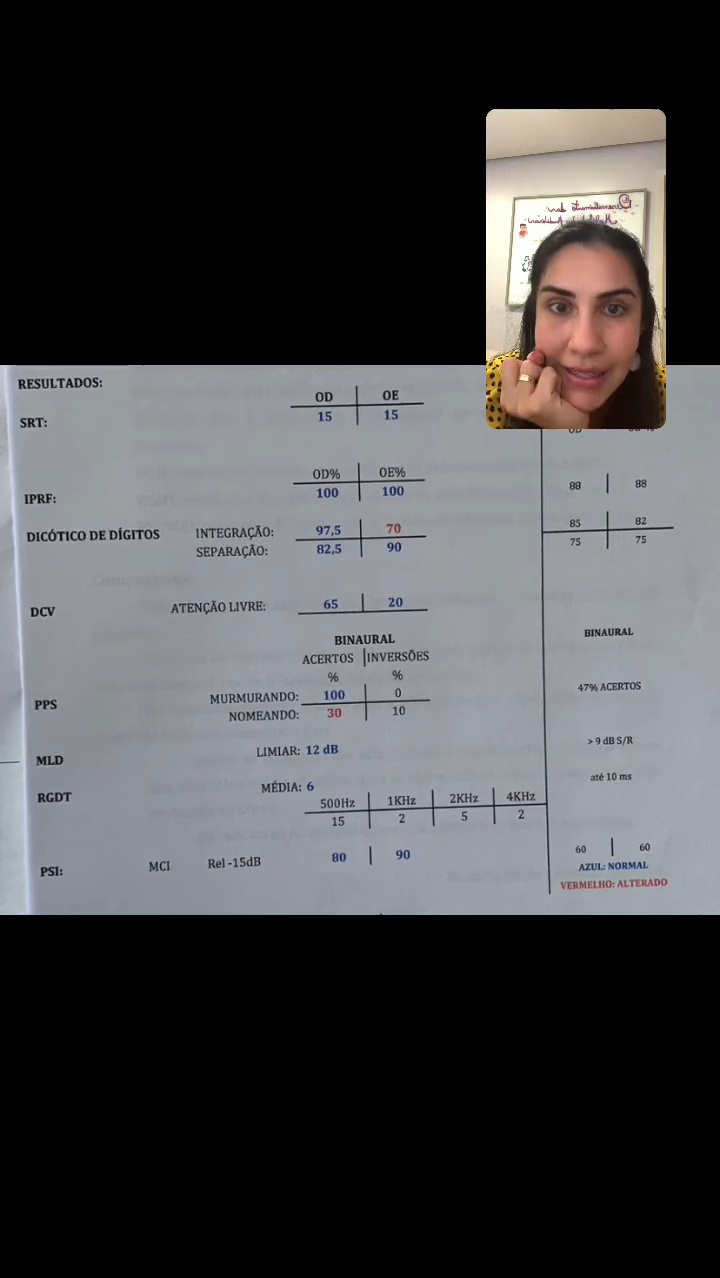 Processamento
RESULTADOS:
OD OE
SRT: 15 15
OD% OE%
IPRF: 100 100 88 88
DICÓTICO DE DÍGITOS INTEGRAÇÃO: 97,5 70 85 82
SEPARAÇÃO: 82,5 90 75 75
DCV ATENÇÃO LIVRE: 65 20
BINAURAL BINAURAL
ACERTOS INVERSÕES
% %
PPS MURMURANDO: 100 0 47% ACERTOS
NOMEANDO: 30 10
MLD LIMIAR: 12 dB > 9 dB S/R
RGDT MÉDIA: 6 até 10 ms
500Hz 1KHz 2KHz 4KHz
15 2 5 2
PSI: MCI Rel -15dB 80 90 60 60
AZUL: NORMAL
VERMELHO: ALTERADO